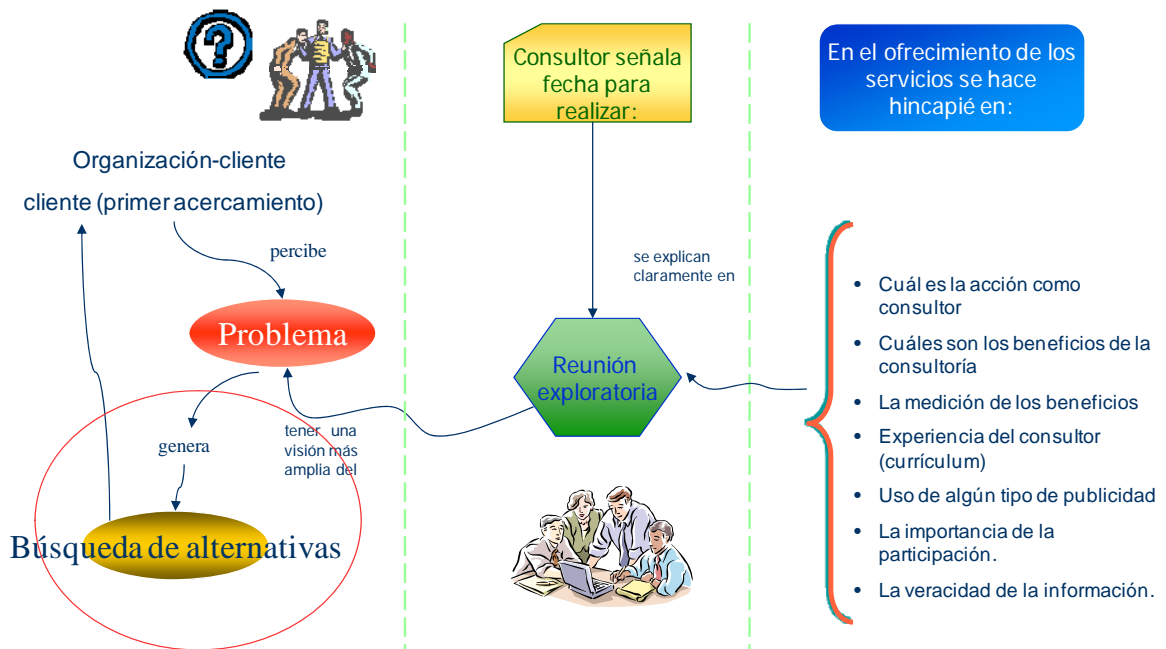 ?
Organización-cliente
cliente (primer acercamiento)
percibe
Problema
genera
tener una
visión más
amplia del
Búsqueda de alternativas
Consultor señala
fecha para
realizar:
se explican
claramente en
Reunión
exploratoria
En el ofrecimiento de los
servicios se hace
hincapié en:
• Cuál es la acción como
consultor
• Cuáles son los beneficios de la
consultoría
• La medición de los beneficios
• Experiencia del consultor
(currículum)
• Uso de algún tipo de publicidad
• La importancia de la
participación.
• La veracidad de la información.